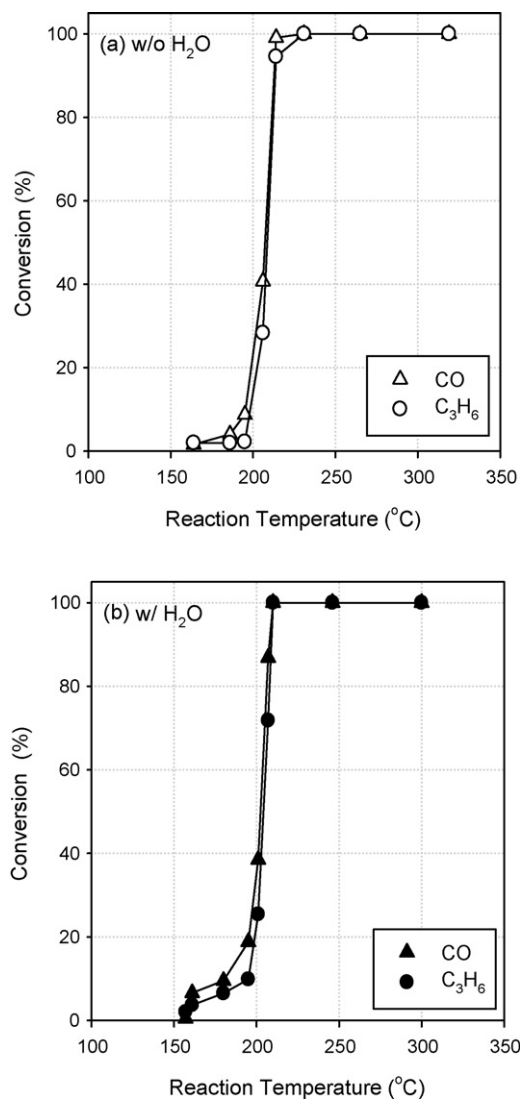 (a) w/o H₂O
100
80
60
40
20
0
Conversion (%)
CO
C₃H₆
100 150 200 250 300 350
Reaction Temperature (°C)
(b) w/ H₂O
100
80
60
40
20
0
Conversion (%)
CO
C₃H₆
100 150 200 250 300 350
Reaction Temperature (°C)